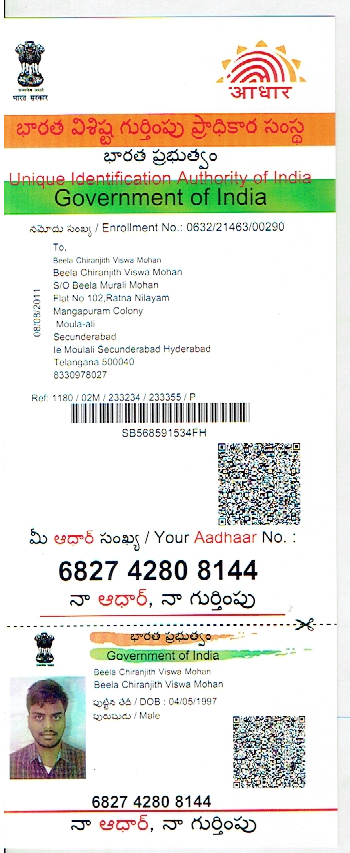 భారత సర్కార్
आधार
భారత విశిష్ట గుర్తింపు ప్రాధికార సంస్థ
భారత ప్రభుత్వం
Unique Identification Authority of India
Government of India
నమోదు సంఖ్య / Enrollment No.: 0632/21463/00290
To,
Beela Chiranjith Viswa Mohan
Beela Chiranjith Viswa Mohan
S/O Beela Murali Mohan
Flat No 102,Ratna Nilayam
Mangapuram Colony
Moula-ali
Secunderabad
Ie Moulali Secunderabad Hyderabad
Telangana 500040
8330978027
08/08/2011
Ref: 1180 / 02M / 233234 / 233355 / P
SB568591534FH
మీ ఆధార్ సంఖ్య / Your Aadhaar No. :
6827 4280 8144
నా ఆధార్, నా గుర్తింపు
భారత ప్రభుత్వం
Government of India
Beela Chiranjith Viswa Mohan
Beela Chiranjith Viswa Mohan
పుట్టిన తేదీ / DOB : 04/05/1997
పురుషుడు / Male
6827 4280 8144
నా ఆధార్, నా గుర్తింపు